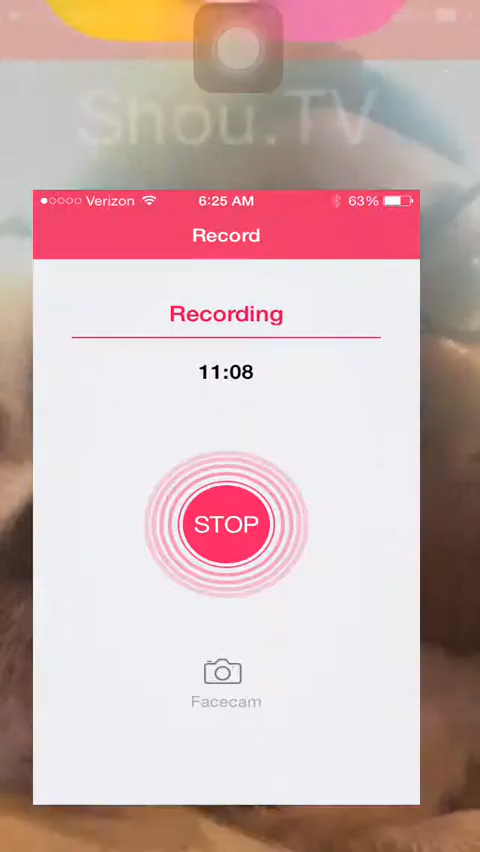 Shou.TV
Verizon 6:25 AM 63%
Record
Recording
11:08
STOP
Facecam